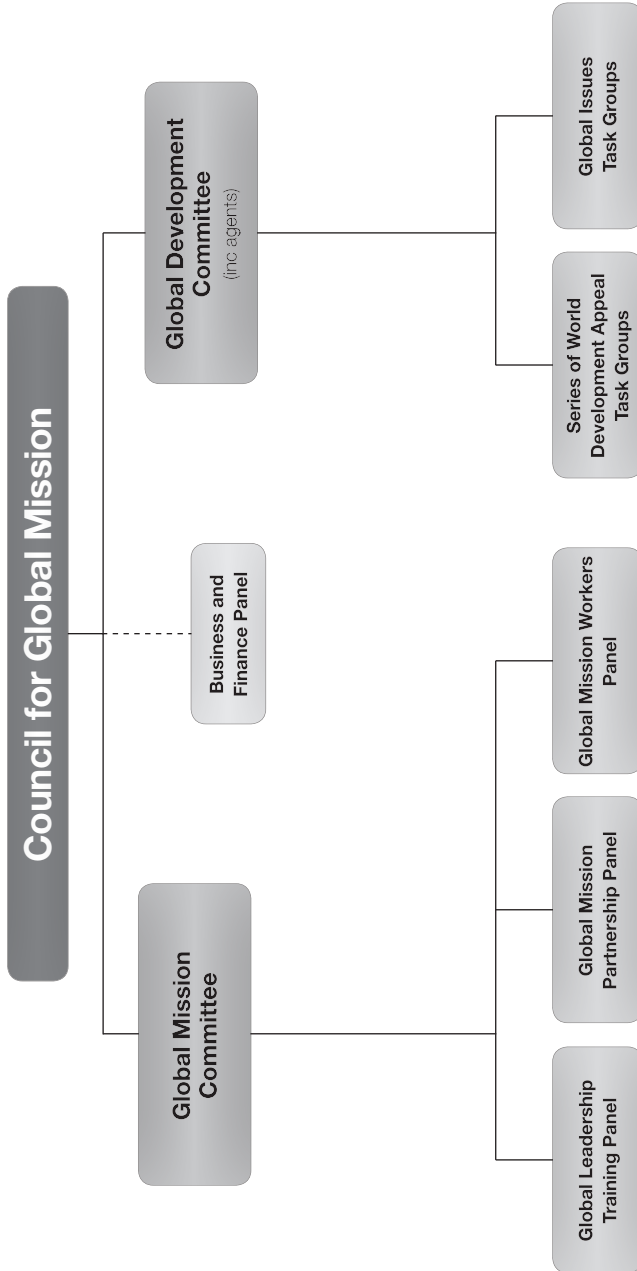 Council for Global Mission
Global Mission
Committee
Business and
Finance Panel
Global Development
Committee
(inc agents)
Global Leadership
Training Panel
Global Mission
Partnership Panel
Global Mission Workers
Panel
Series of World
Development Appeal
Task Groups
Global Issues
Task Groups